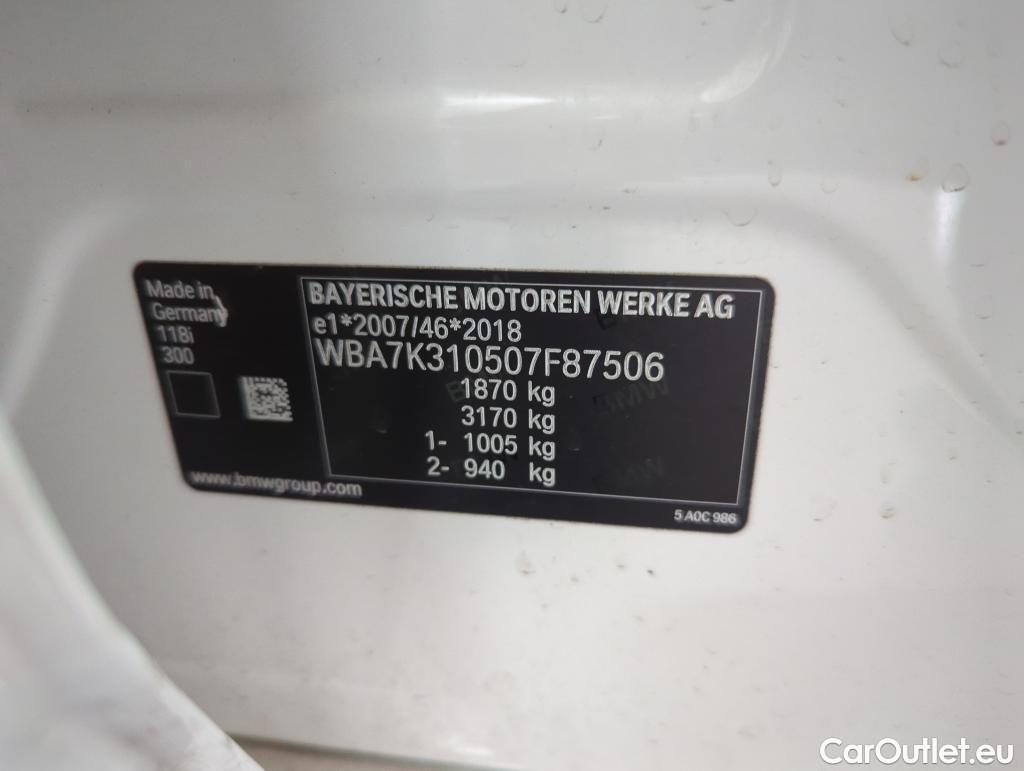 Made in
Germany
118i
300
www.bmwgroup.com
BAYERISCHE MOTOREN WERKE AG
e1*2007/46*2018
WBA7K310507F87506
1870 kg
3170 kg
1- 1005 kg
2- 940 kg
BMW
5 A0C 986
CarOutlet.eu